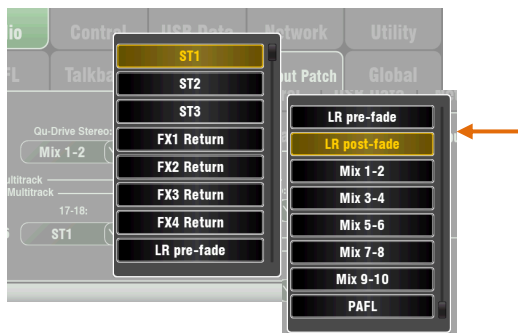 io
Control
USB Data
Network
Utility
FL
Talkba
out Patch
Global
Qu-Drive Stereo:
Mix 1-2
ultitrack
Multitrack
17-18:
ST1
ST1
ST2
ST3
FX1 Return
FX2 Return
FX3 Return
FX4 Return
LR pre-fade
LR pre-fade
LR post-fade
Mix 1-2
Mix 3-4
Mix 5-6
Mix 7-8
Mix 9-10
PAFL